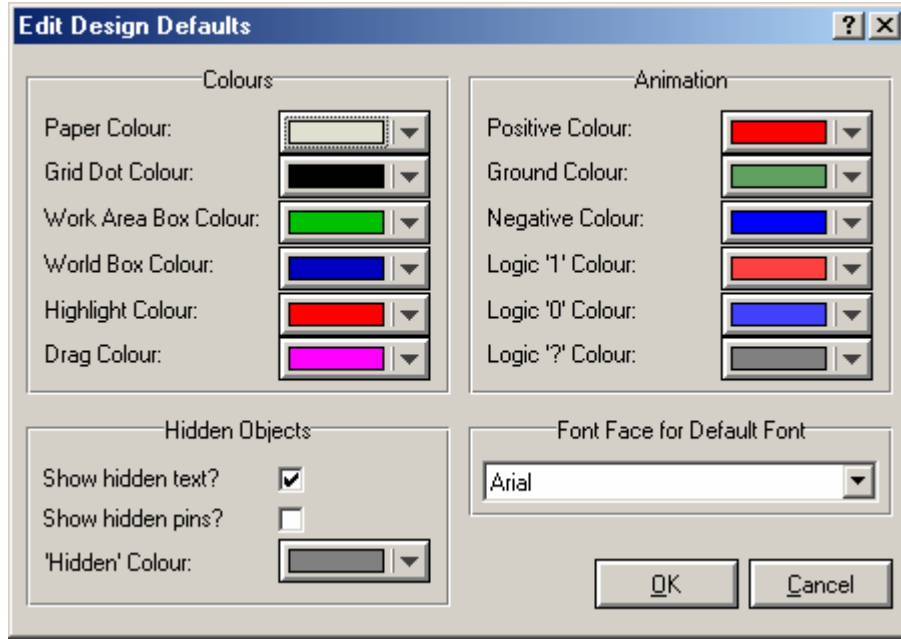 Edit Design Defaults
Colours
Paper Colour:
Grid Dot Colour:
Work Area Box Colour:
World Box Colour:
Highlight Colour:
Drag Colour:
Animation
Positive Colour:
Ground Colour:
Negative Colour:
Logic '1' Colour:
Logic '0' Colour:
Logic '?' Colour:
Hidden Objects
Show hidden text?
Show hidden pins?
'Hidden' Colour:
Font Face for Default Font
Arial
OK
Cancel